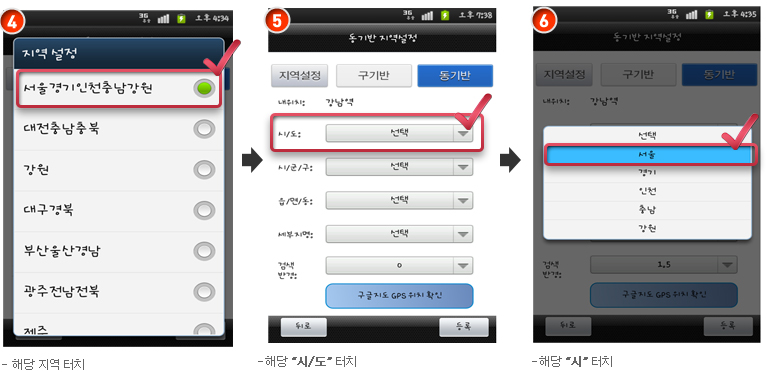 4
3G
오후 4:34
지역 설정
서울경기인천충남강원
대전충남충북
강원
대구경북
부산울산경남
광주전남전북
제주
- 해당 지역 터치
5
3G
오후 7:38
동기반 지역설정
지역설정
구기반
동기반
내위치: 강남역
시/도: 선택
시/군/구: 선택
읍/면/동: 선택
세부지명: 선택
검색
반경: 0
구글지도 GPS 위치 확인
뒤로
등록
-해당 “시/도” 터치
6
3G
오후 4:35
동기반 지역설정
지역설정
구기반
동기반
내위치: 강남역
선택
서울
경기
인천
충남
강원
검색
반경: 1.5
구글지도 GPS 위치 확인
뒤로
등록
-해당 “시” 터치